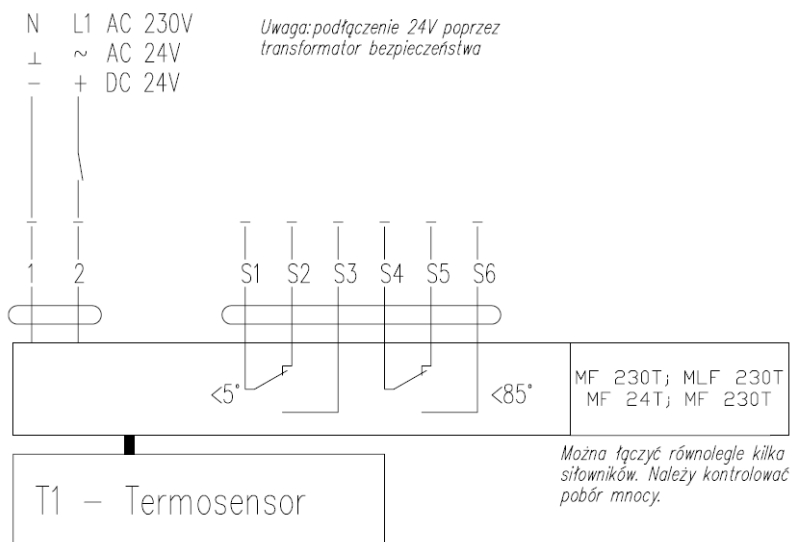 N L1 AC 230V
⊥ ~ AC 24V
− + DC 24V
Uwaga: podłączenie 24V poprzez
transformator bezpieczeństwa
1 2 S1 S2 S3 S4 S5 S6
<5° <85°
MF 230T; MLF 230T
MF 24T; MF 230T
Można łączyć równolegle kilka
siłowników. Należy kontrolować
pobór mnocy.
T1 – Termosensor